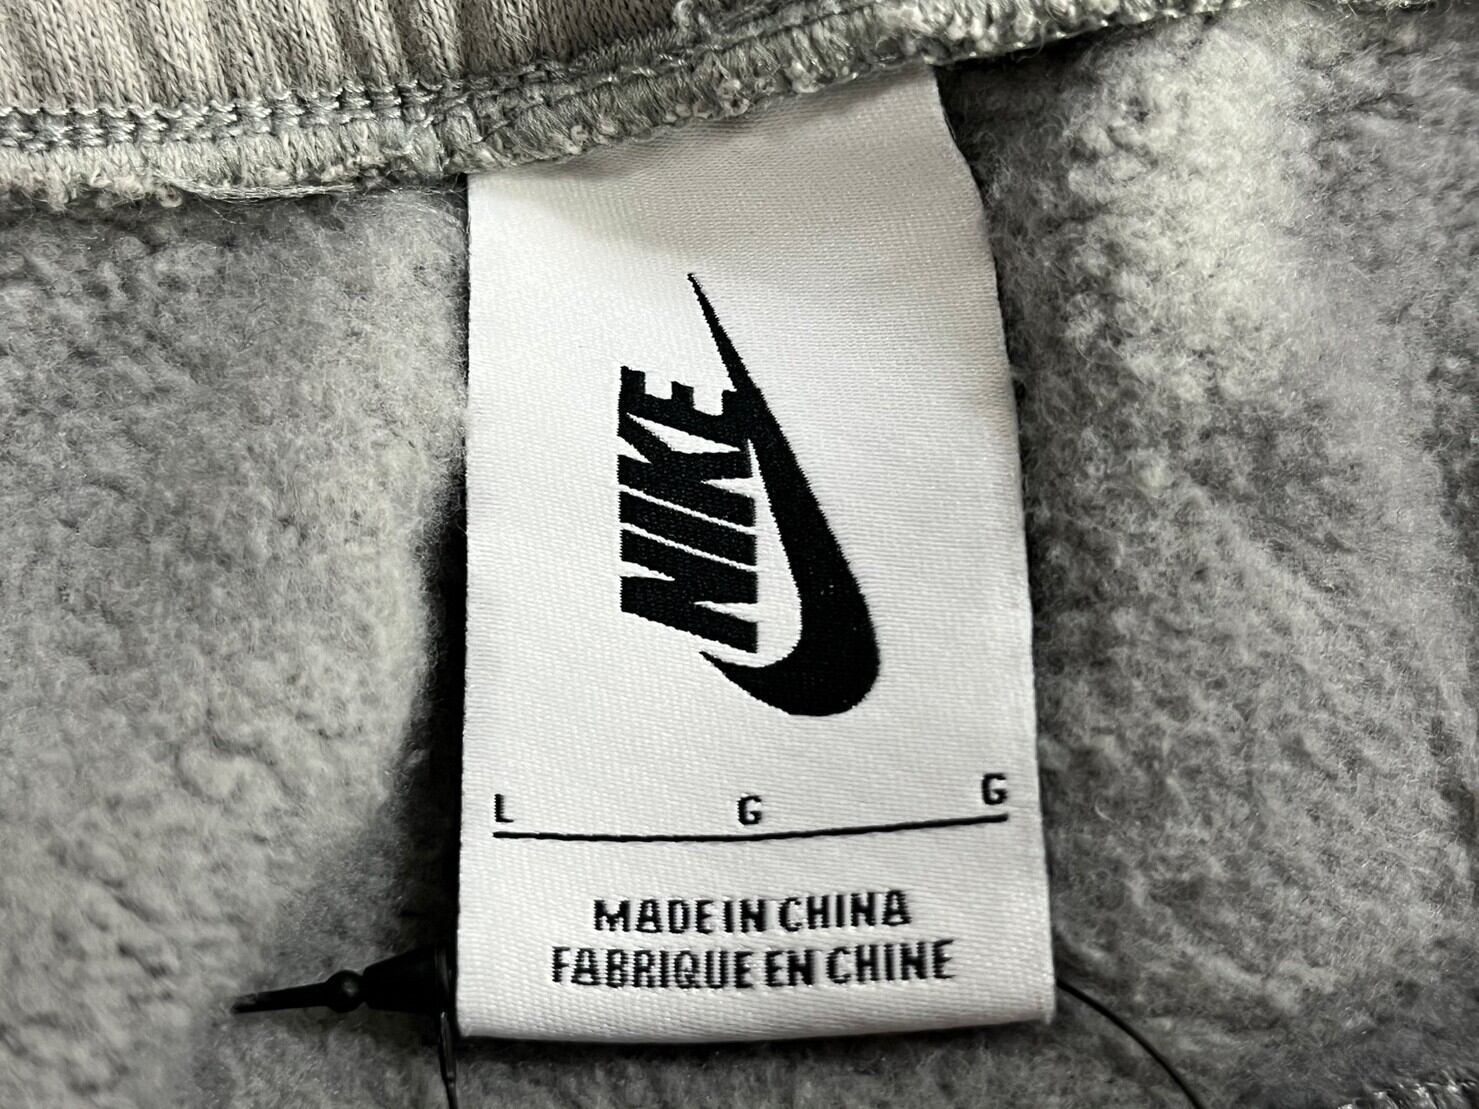 NIKE
L G G
MADE IN CHINA
FABRIQUE EN CHINE